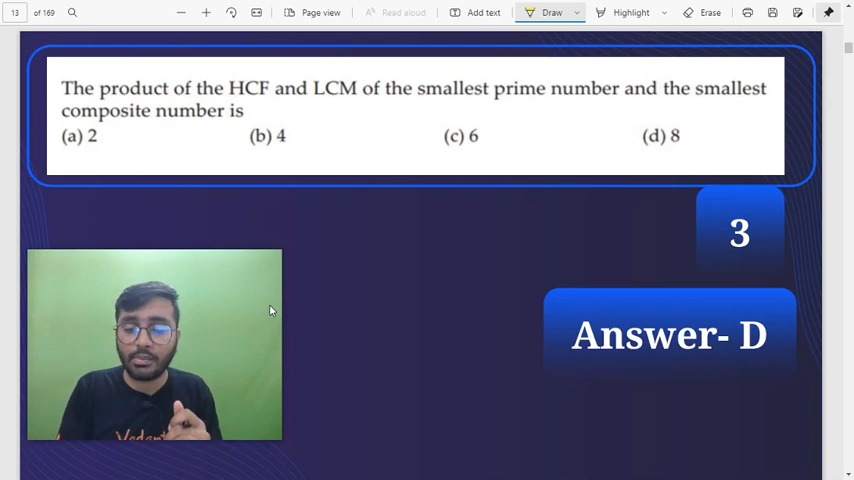 13 of 169 Page view Read aloud Add text Draw Highlight Erase
The product of the HCF and LCM of the smallest prime number and the smallest
composite number is
(a) 2 (b) 4 (c) 6 (d) 8
3
Answer- D